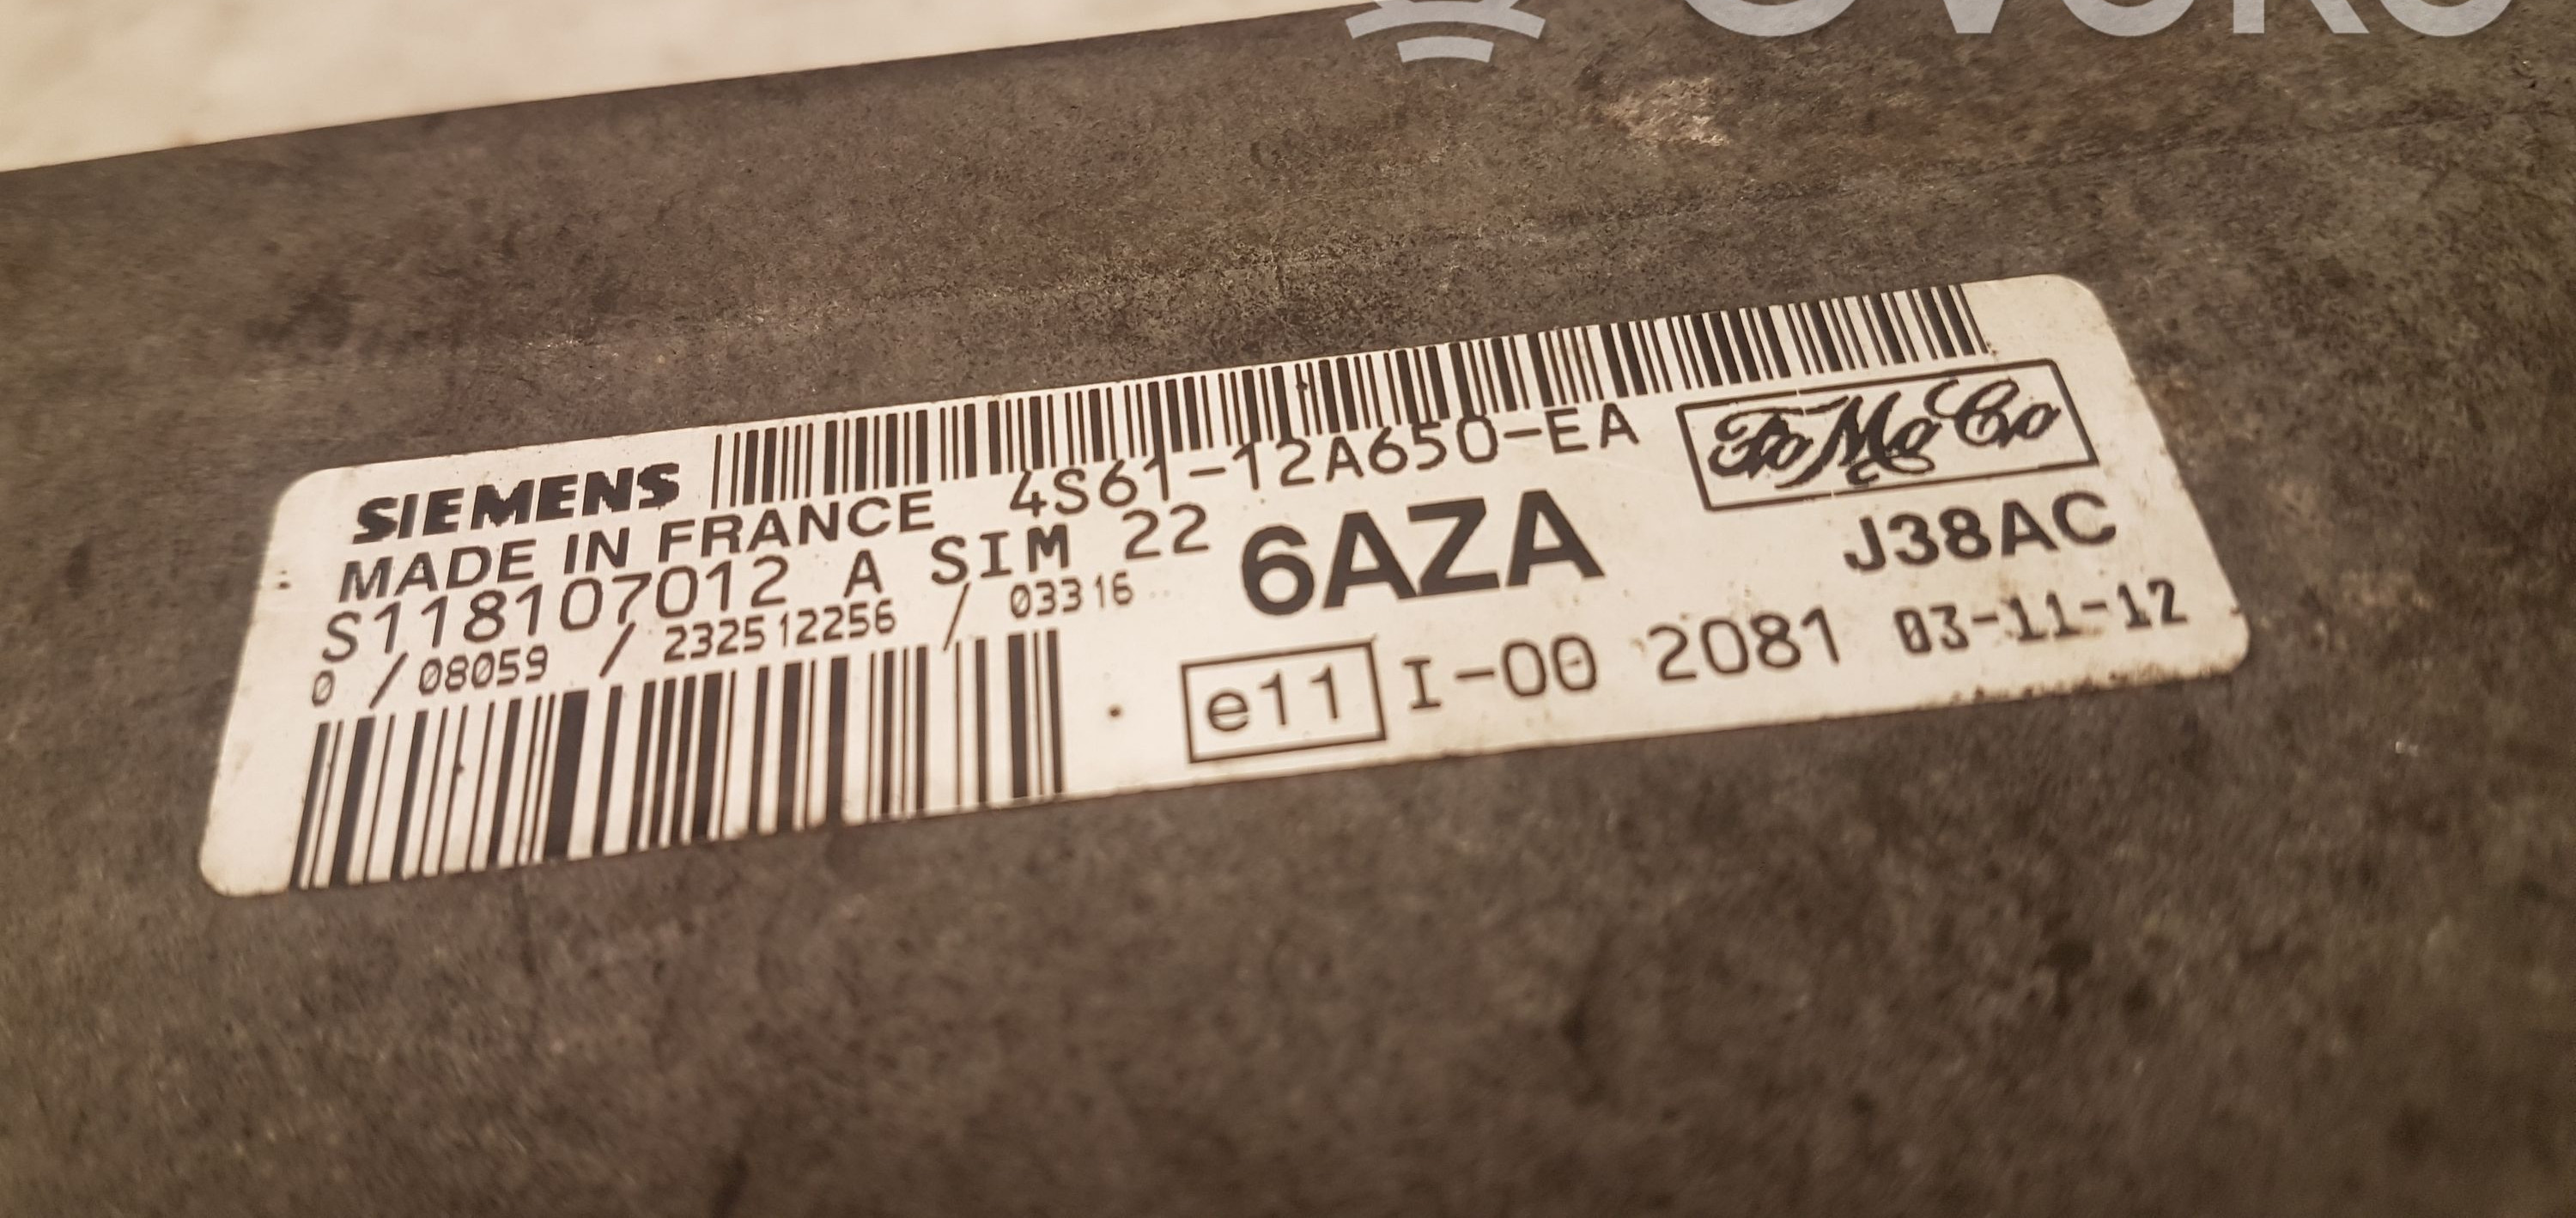 SIEMENS
4S61-12A650-EA
FoMoCo
MADE IN FRANCE
S118107012 A SIM 22
6AZA
J38AC
0 / 08059 / 232512256 / 03316
e11 I-00 2081 03-11-12